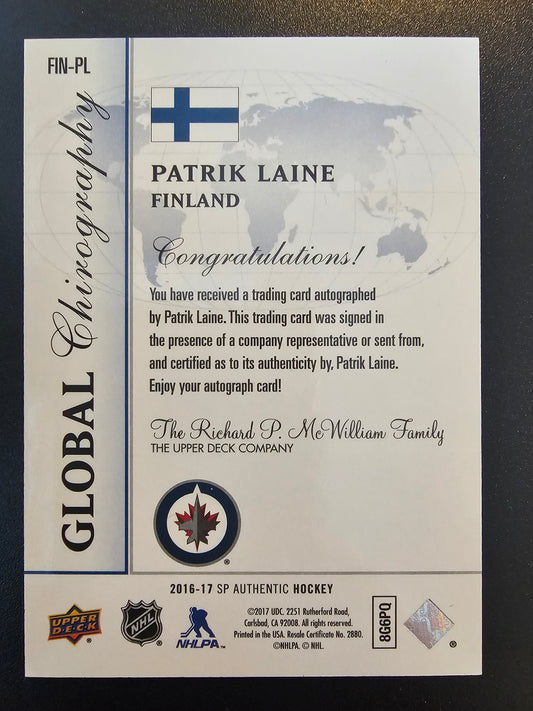 FIN-PL
GLOBAL Chirography
PATRIK LAINE
FINLAND
Congratulations!
You have received a trading card autographed
by Patrik Laine. This trading card was signed in
the presence of a company representative or sent from,
and certified as to its authenticity by, Patrik Laine.
Enjoy your autograph card!
The Richard P. McWilliam Family
THE UPPER DECK COMPANY
®
2016-17 SP AUTHENTIC HOCKEY
UPPER DECK ®
NHL ®
NHLPA™
©2017 UDC. 2251 Rutherford Road,
Carlsbad, CA 92008. All rights reserved.
Printed in the USA. Resale Certificate No. 2880.
©NHLPA. © NHL.
8G6PQ
®